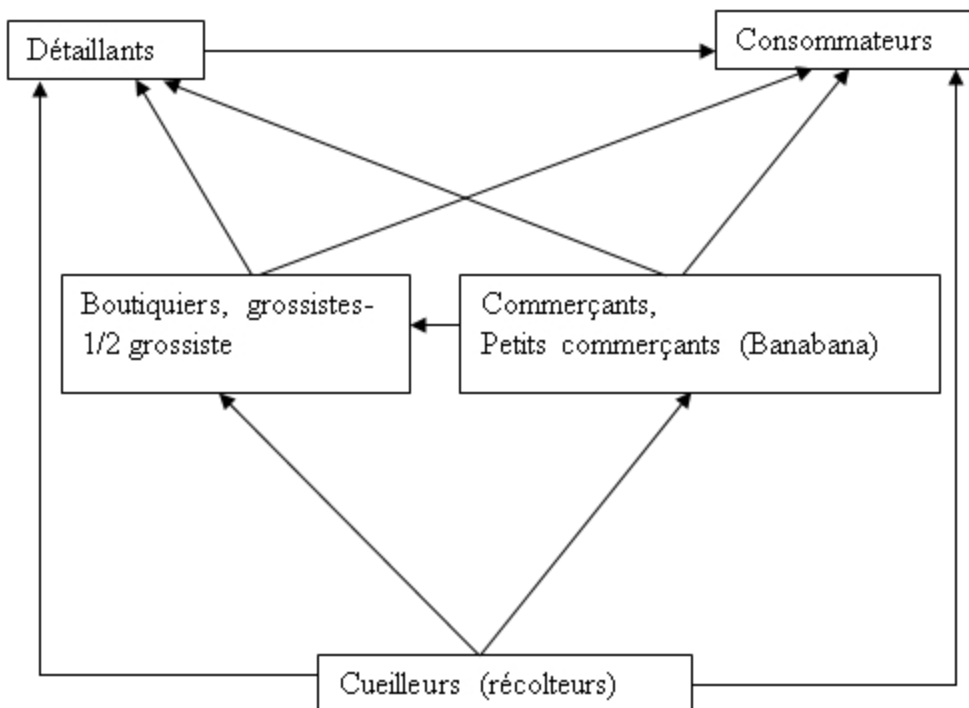 Détaillants
Consommateurs
Boutiquiers, grossistes-
1/2 grossiste
Commerçants,
Petits commerçants (Banabana)
Cueilleurs (récolteurs)